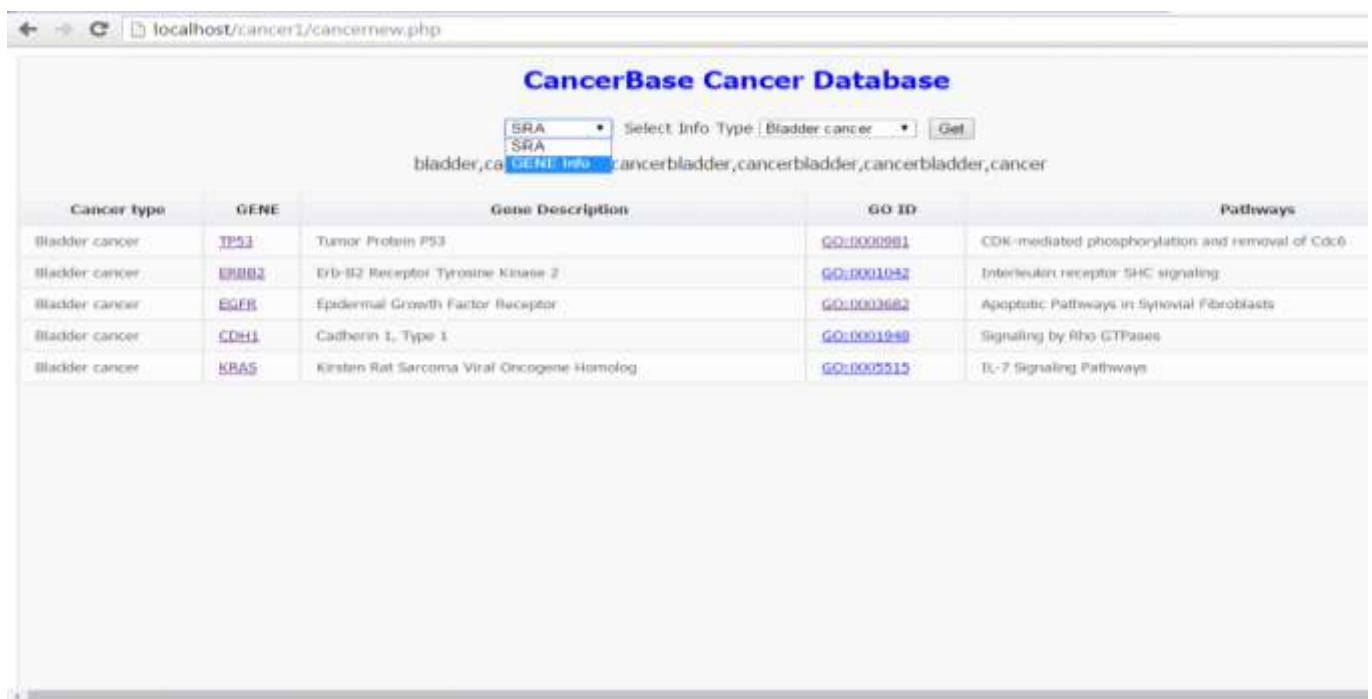 localhost/cancer1/cancernew.php
CancerBase Cancer Database
SRA Select Info Type Bladder cancer Get
SRA
GENE Info
bladder,ca cancerbladder,cancerbladder,cancerbladder,cancer
Cancer type GENE Gene Description GO ID Pathways
Bladder cancer TP53 Tumor Protein P53 GO:0000981 CDK-mediated phosphorylation and removal of Cdc6
Bladder cancer ERBB2 Erb-B2 Receptor Tyrosine Kinase 2 GO:0001042 Interleukin receptor SHC signaling
Bladder cancer EGFR Epidermal Growth Factor Receptor GO:0003682 Apoptotic Pathways in Synovial Fibroblasts
Bladder cancer CDH1 Cadherin 1, Type 1 GO:0001948 Signaling by Rho GTPases
Bladder cancer KRAS Kirsten Rat Sarcoma Viral Oncogene Homolog GO:0005515 IL-7 Signaling Pathways